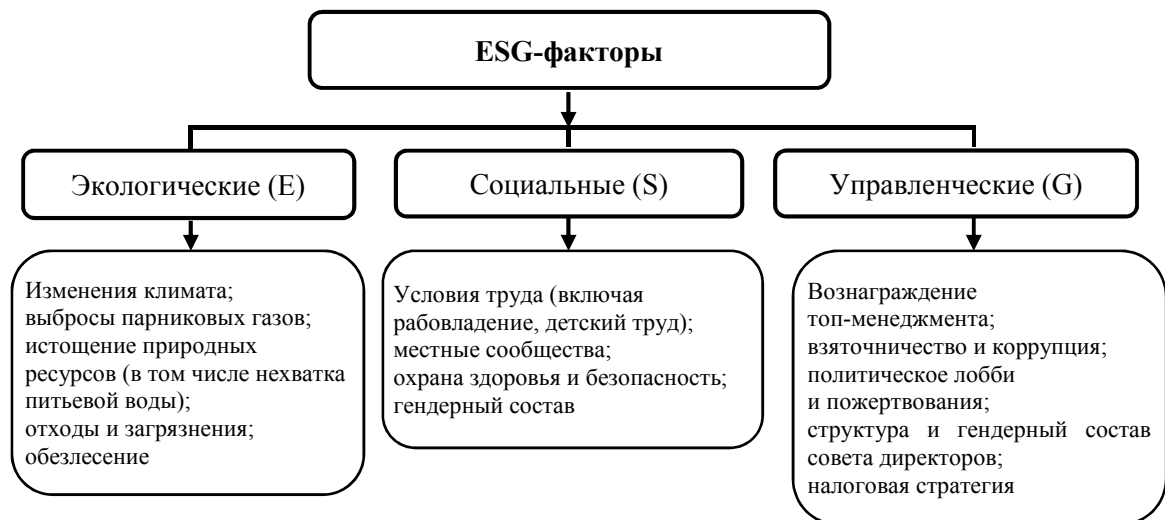 ESG-факторы
Экологические (E)
Социальные (S)
Управленческие (G)
Изменения климата;
выбросы парниковых газов;
истощение природных
ресурсов (в том числе нехватка
питьевой воды);
отходы и загрязнения;
обезлесение
Условия труда (включая
рабовладение, детский труд);
местные сообщества;
охрана здоровья и безопасность;
гендерный состав
Вознаграждение
топ-менеджмента;
взяточничество и коррупция;
политическое лобби
и пожертвования;
структура и гендерный состав
совета директоров;
налоговая стратегия